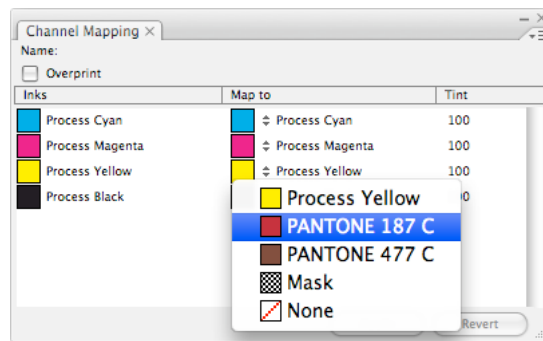 Channel Mapping
Name:
Overprint
Inks Map to Tint
Process Cyan Process Cyan 100
Process Magenta Process Magenta 100
Process Yellow Process Yellow 100
Process Black
Process Yellow
PANTONE 187 C
PANTONE 477 C
Mask
None
Revert